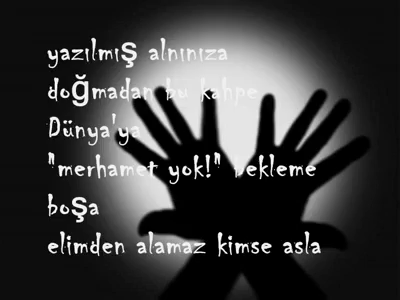 yazılmış alnınıza
doğmadan bu kahpe
Dünya'ya
"merhamet yok!" bekleme
boşa
elimden alamaz kimse asla